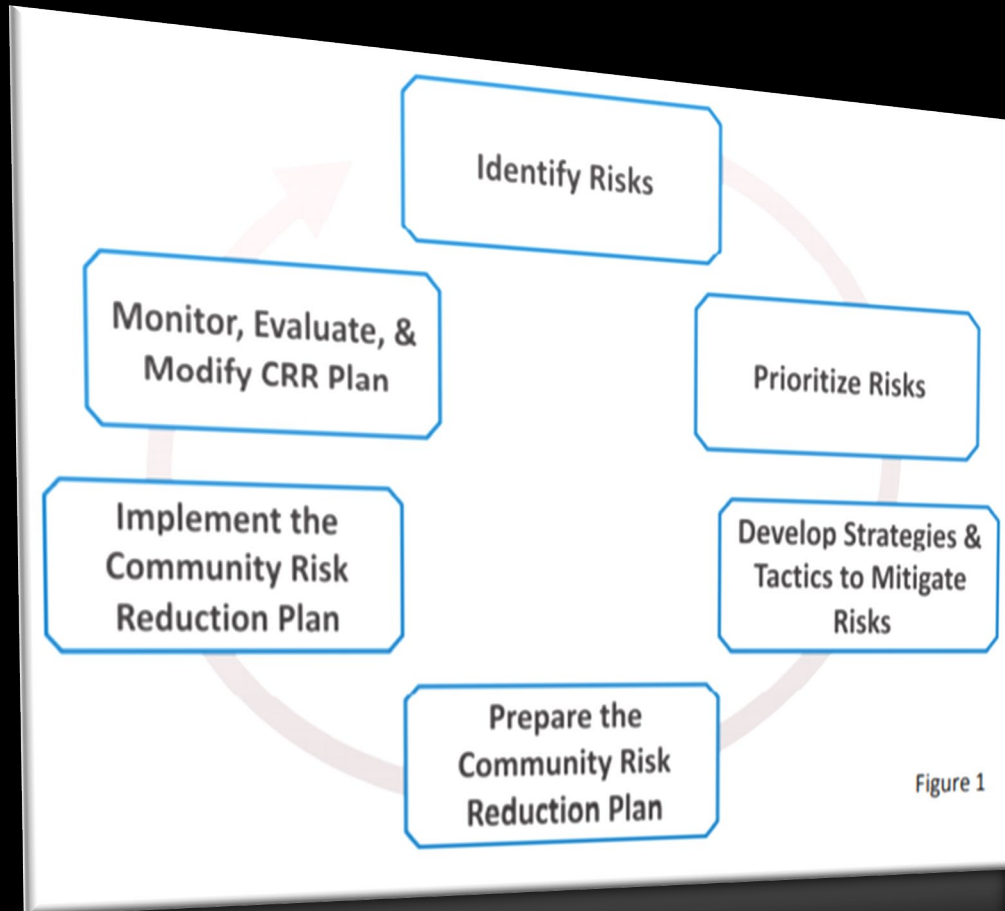 Identify Risks
Prioritize Risks
Develop Strategies &
Tactics to Mitigate
Risks
Prepare the
Community Risk
Reduction Plan
Implement the
Community Risk
Reduction Plan
Monitor, Evaluate, &
Modify CRR Plan
Figure 1